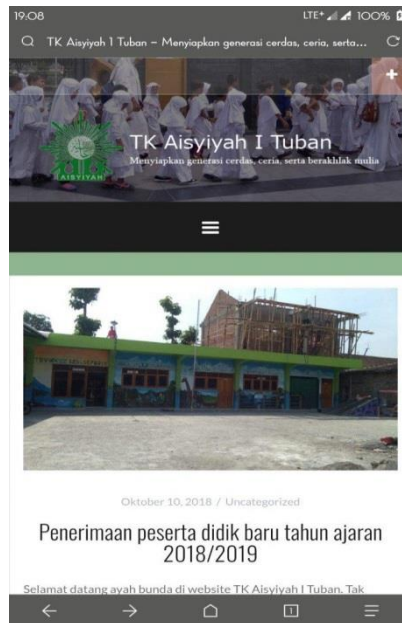 19:08 LTE+ 100%
TK Aisyiyah 1 Tuban – Menyiapkan generasi cerdas, ceria, serta...
AISYIYAH
TK Aisyiyah I Tuban
Menyiapkan generasi cerdas, ceria, serta berakhlak mulia
Oktober 10, 2018 / Uncategorized
Penerimaan peserta didik baru tahun ajaran
2018/2019
Selamat datang ayah bunda di website TK Aisyiyah I Tuban. Tak
1